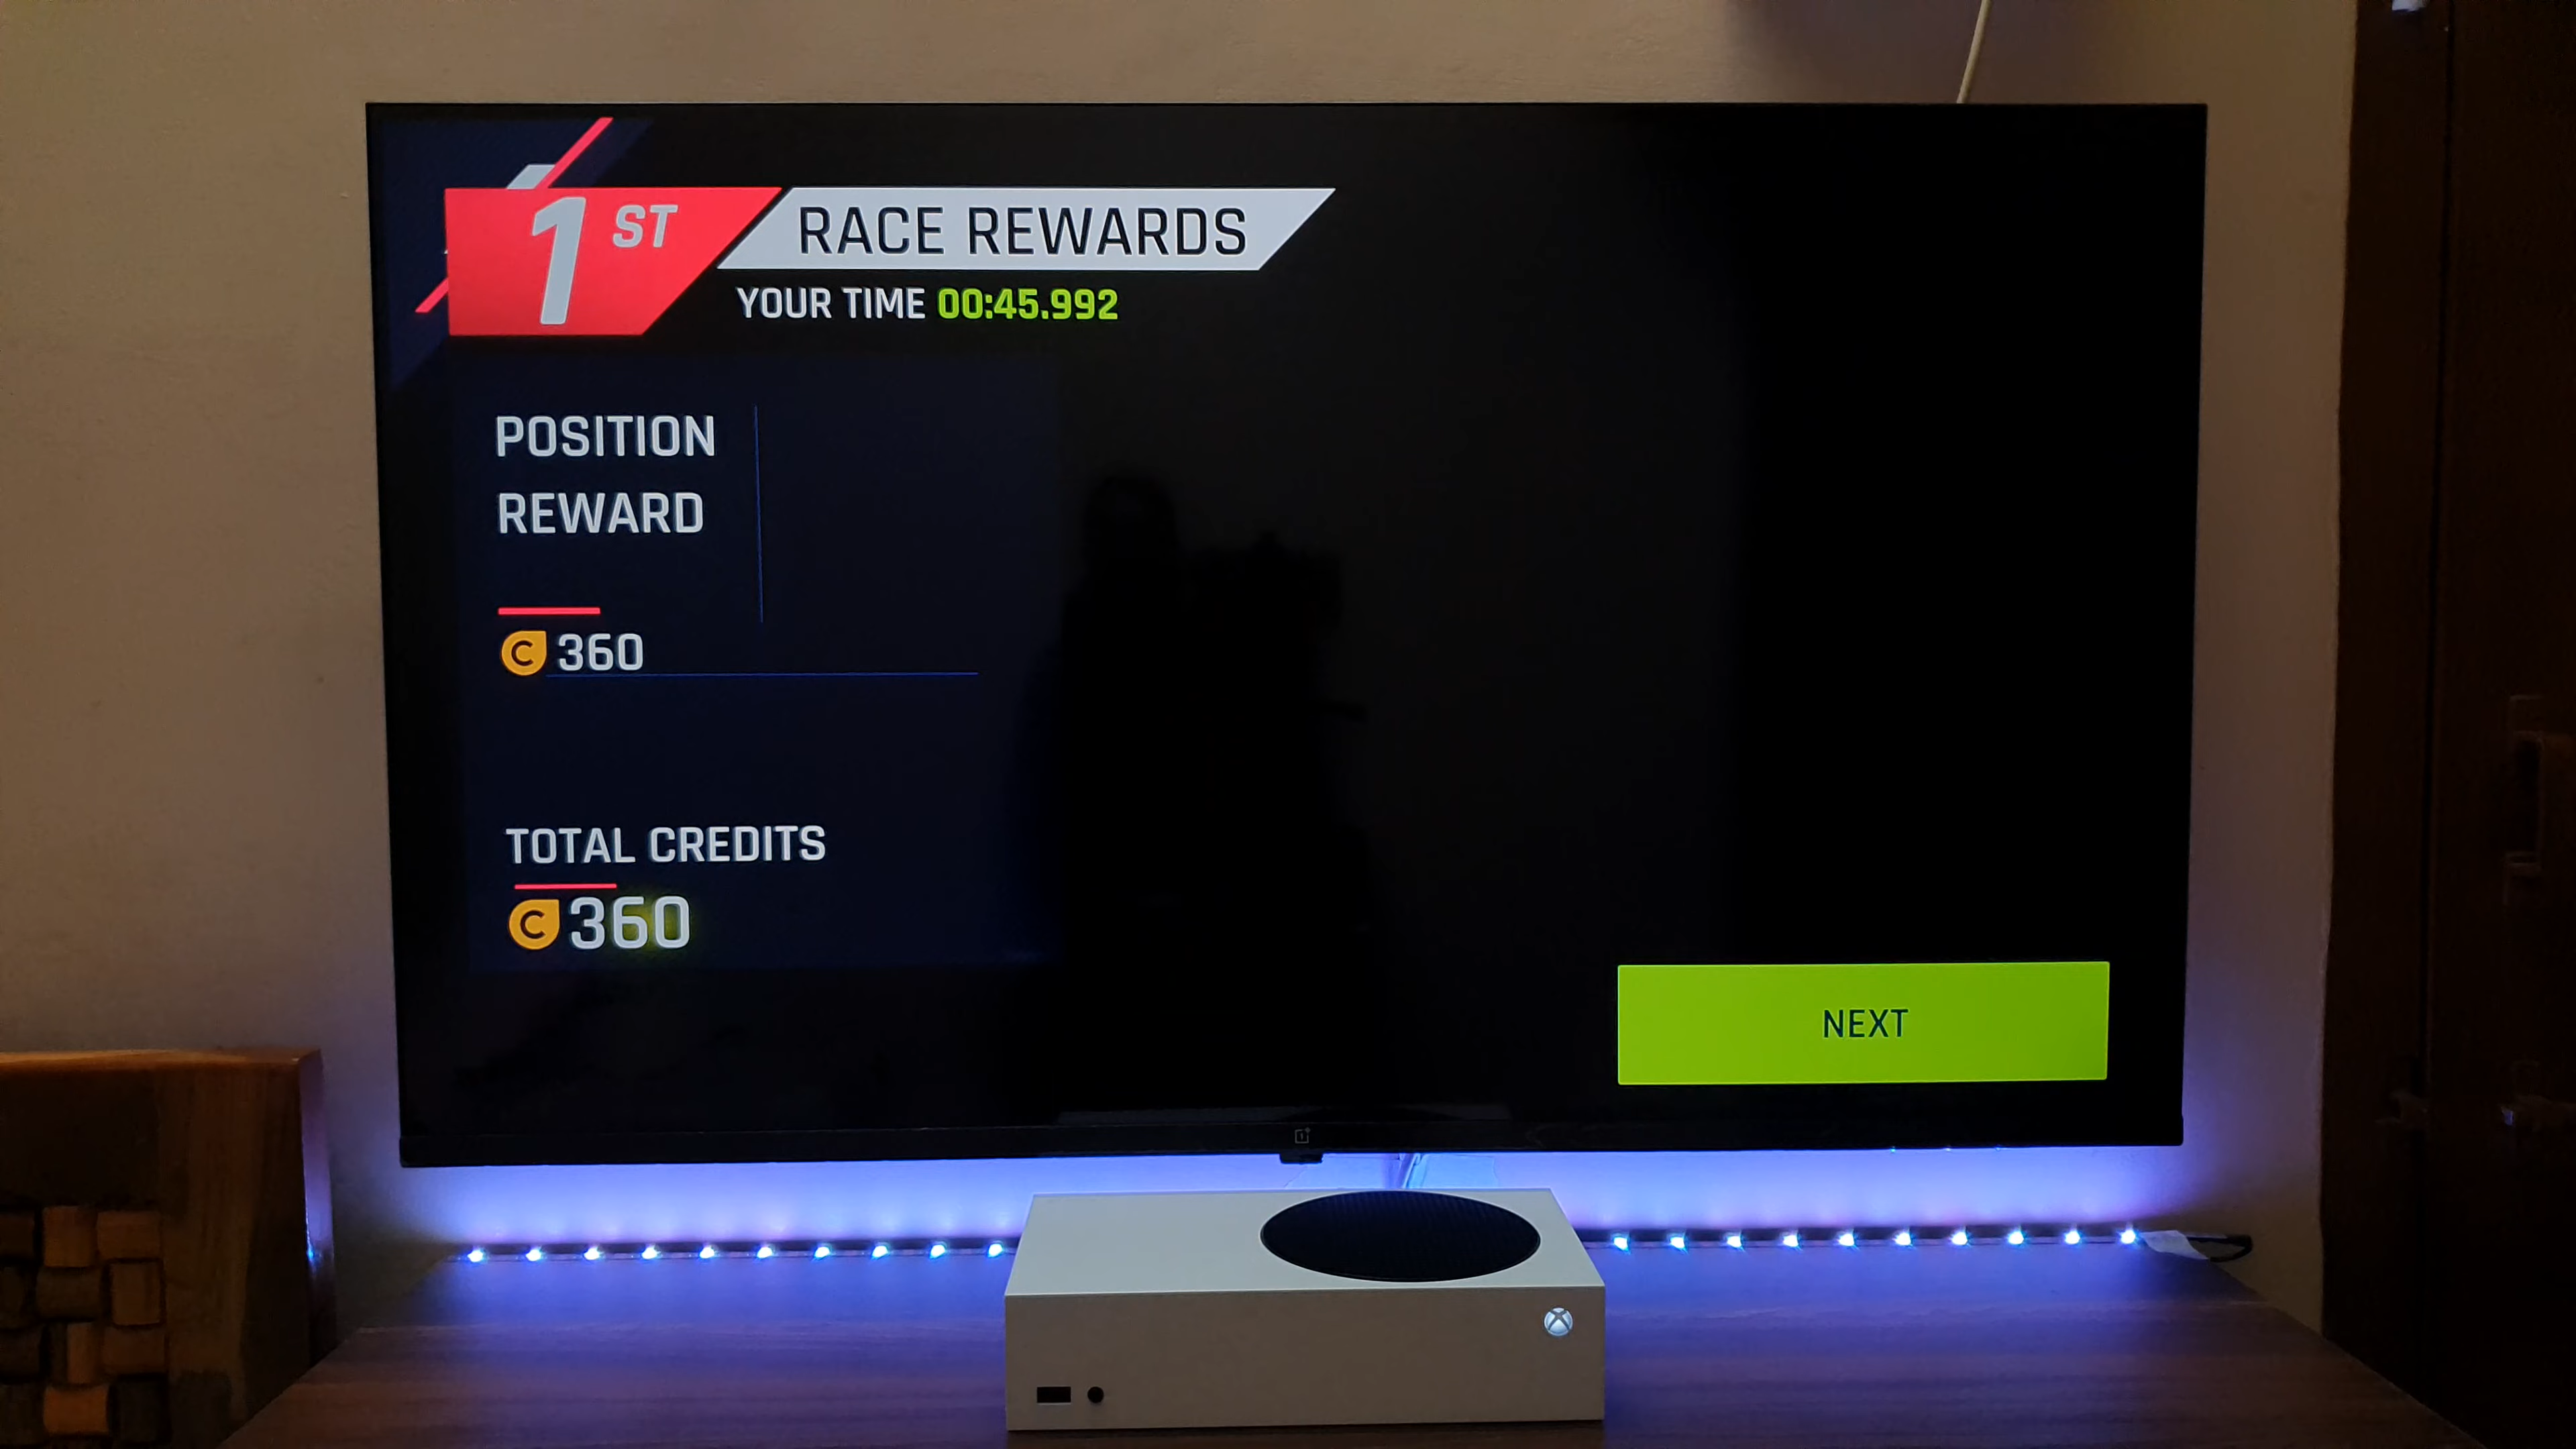 1 ST
RACE REWARDS
YOUR TIME 00:45.992
POSITION
REWARD
C 360
TOTAL CREDITS
C 360
NEXT